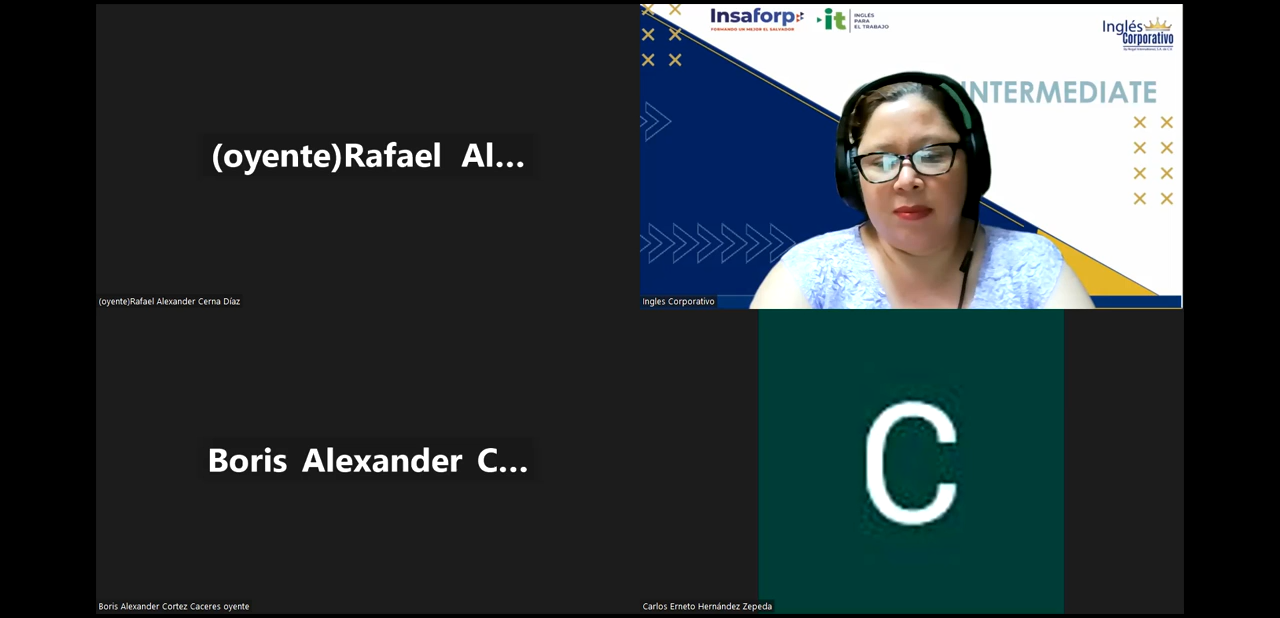 (oyente)Rafael Al...
(oyente)Rafael Alexander Cerna Díaz
Insaforp
FORMANDO UN MEJOR EL SALVADOR
it
INGLÉS
PARA
EL TRABAJO
Inglés
Corporativo
INTERMEDIATE
Ingles Corporativo
Boris Alexander C...
Boris Alexander Cortez Caceres oyente
C
Carlos Erneto Hernández Zepeda